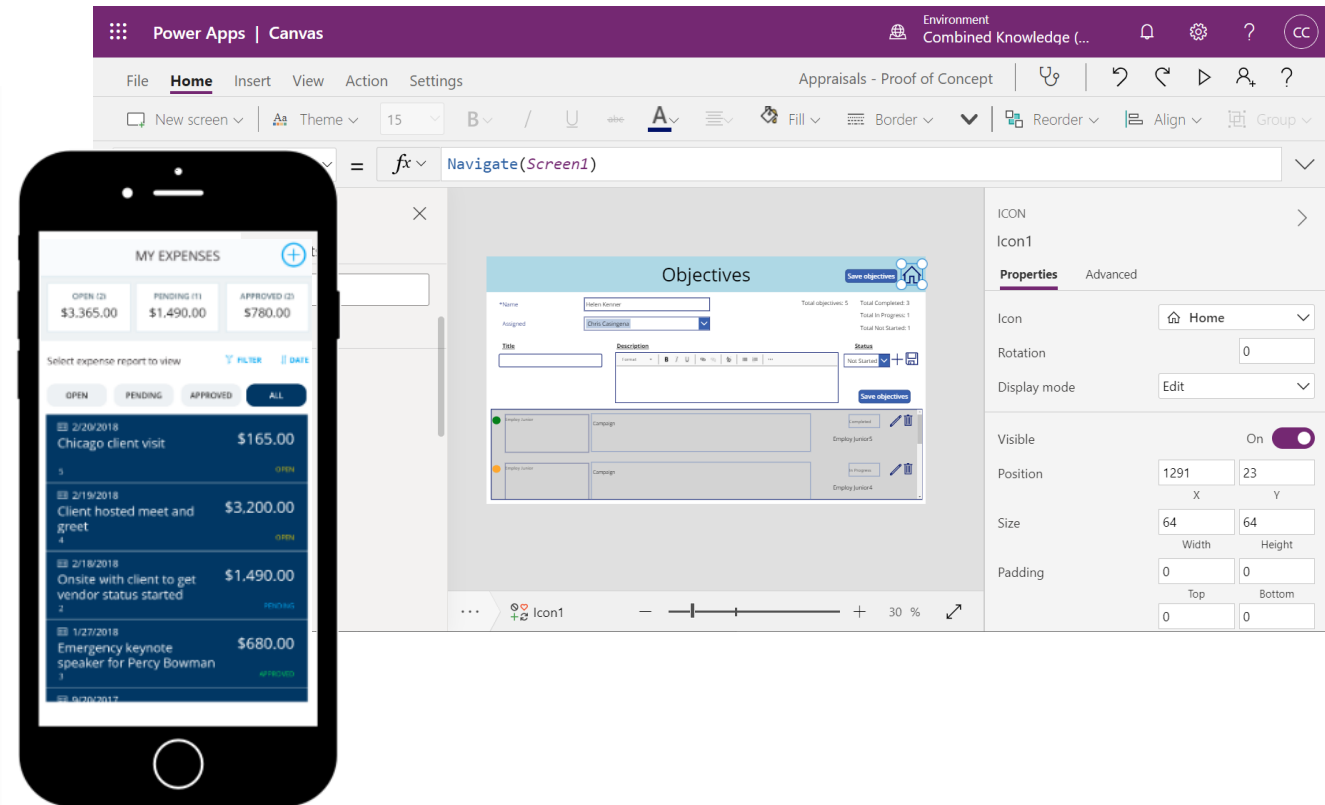 Power Apps | Canvas
Environment
Combined Knowledge (...
CC
File Home Insert View Action Settings
Appraisals - Proof of Concept
New screen
Theme
15
B
/
U
abc
A
Fill
Border
Reorder
Align
Group
= fx Navigate(Screen1)
MY EXPENSES
OPEN (2)
$3,365.00
PENDING (1)
$1,490.00
APPROVED (2)
$780.00
Select expense report to view
FILTER
DATE
OPEN PENDING APPROVED ALL
2/20/2018
Chicago client visit
$165.00
5
OPEN
2/19/2018
Client hosted meet and
greet
$3,200.00
4
OPEN
2/18/2018
Onsite with client to get
vendor status started
$1,490.00
2
PENDING
1/27/2018
Emergency keynote
speaker for Percy Bowman
$680.00
3
APPROVED
9/20/2017
Objectives
Save objectives
*Name
Helen Kenner
Assigned
Chris Casingena
Total objectives: 5
Total Completed: 3
Total In Progress: 1
Total Not Started: 1
Title
Description
Status
Format
B I U
Not Started
Save objectives
Employ Junior
Campaign
Completed
Employ Junior5
Employ Junior
Campaign
In Progress
Employ Junior4
... Icon1
30 %
ICON
Icon1
Properties Advanced
Icon
Home
Rotation
0
Display mode
Edit
Visible
On
Position
1291 23
X Y
Size
64 64
Width Height
Padding
0 0
Top Bottom
0 0